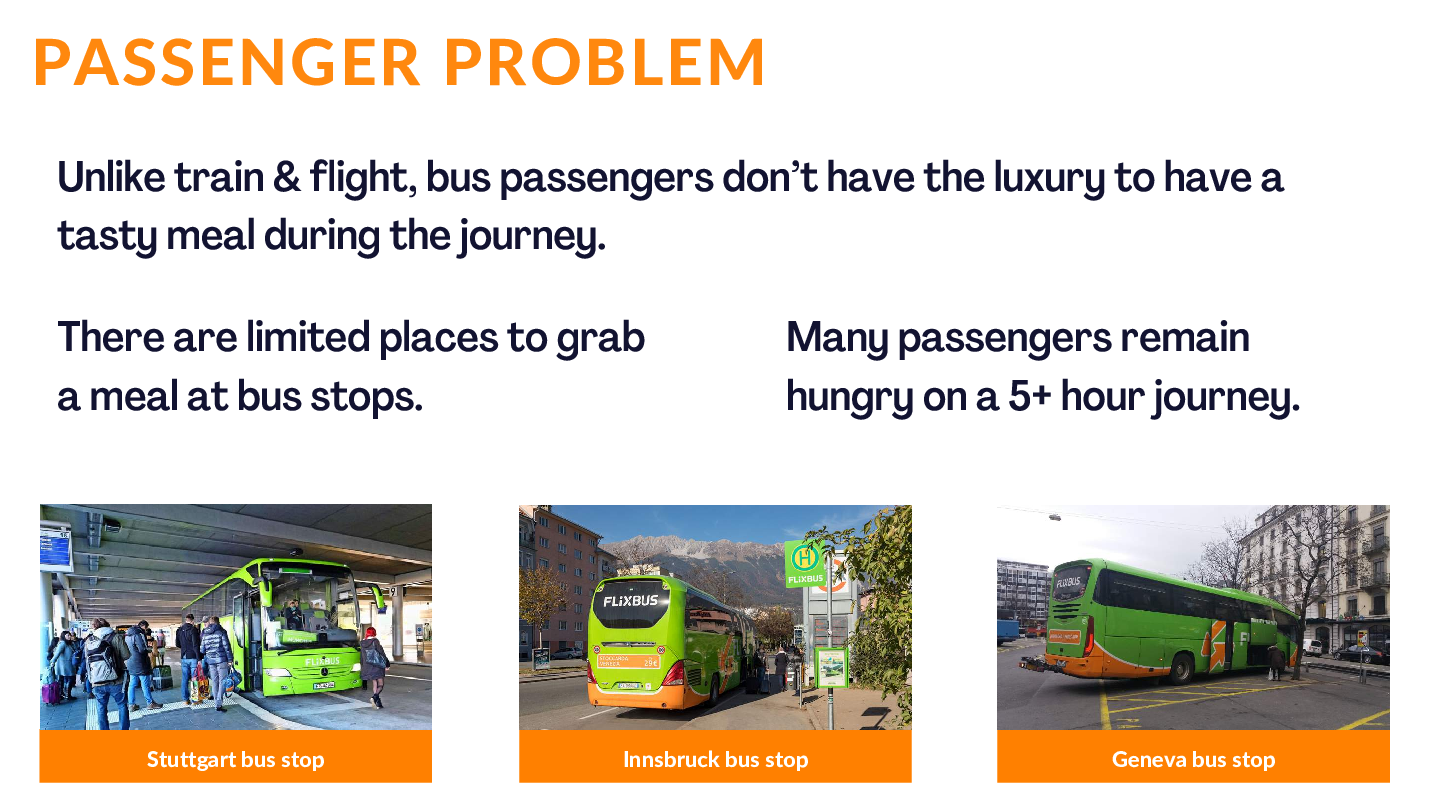 PASSENGER PROBLEM
Unlike train & flight, bus passengers don’t have the luxury to have a
tasty meal during the journey.
There are limited places to grab
a meal at bus stops.
Many passengers remain
hungry on a 5+ hour journey.
FLiXBUS
FLiXBUS
29€
H
FLiXBUS
FLiXBUS
Stuttgart bus stop
Innsbruck bus stop
Geneva bus stop